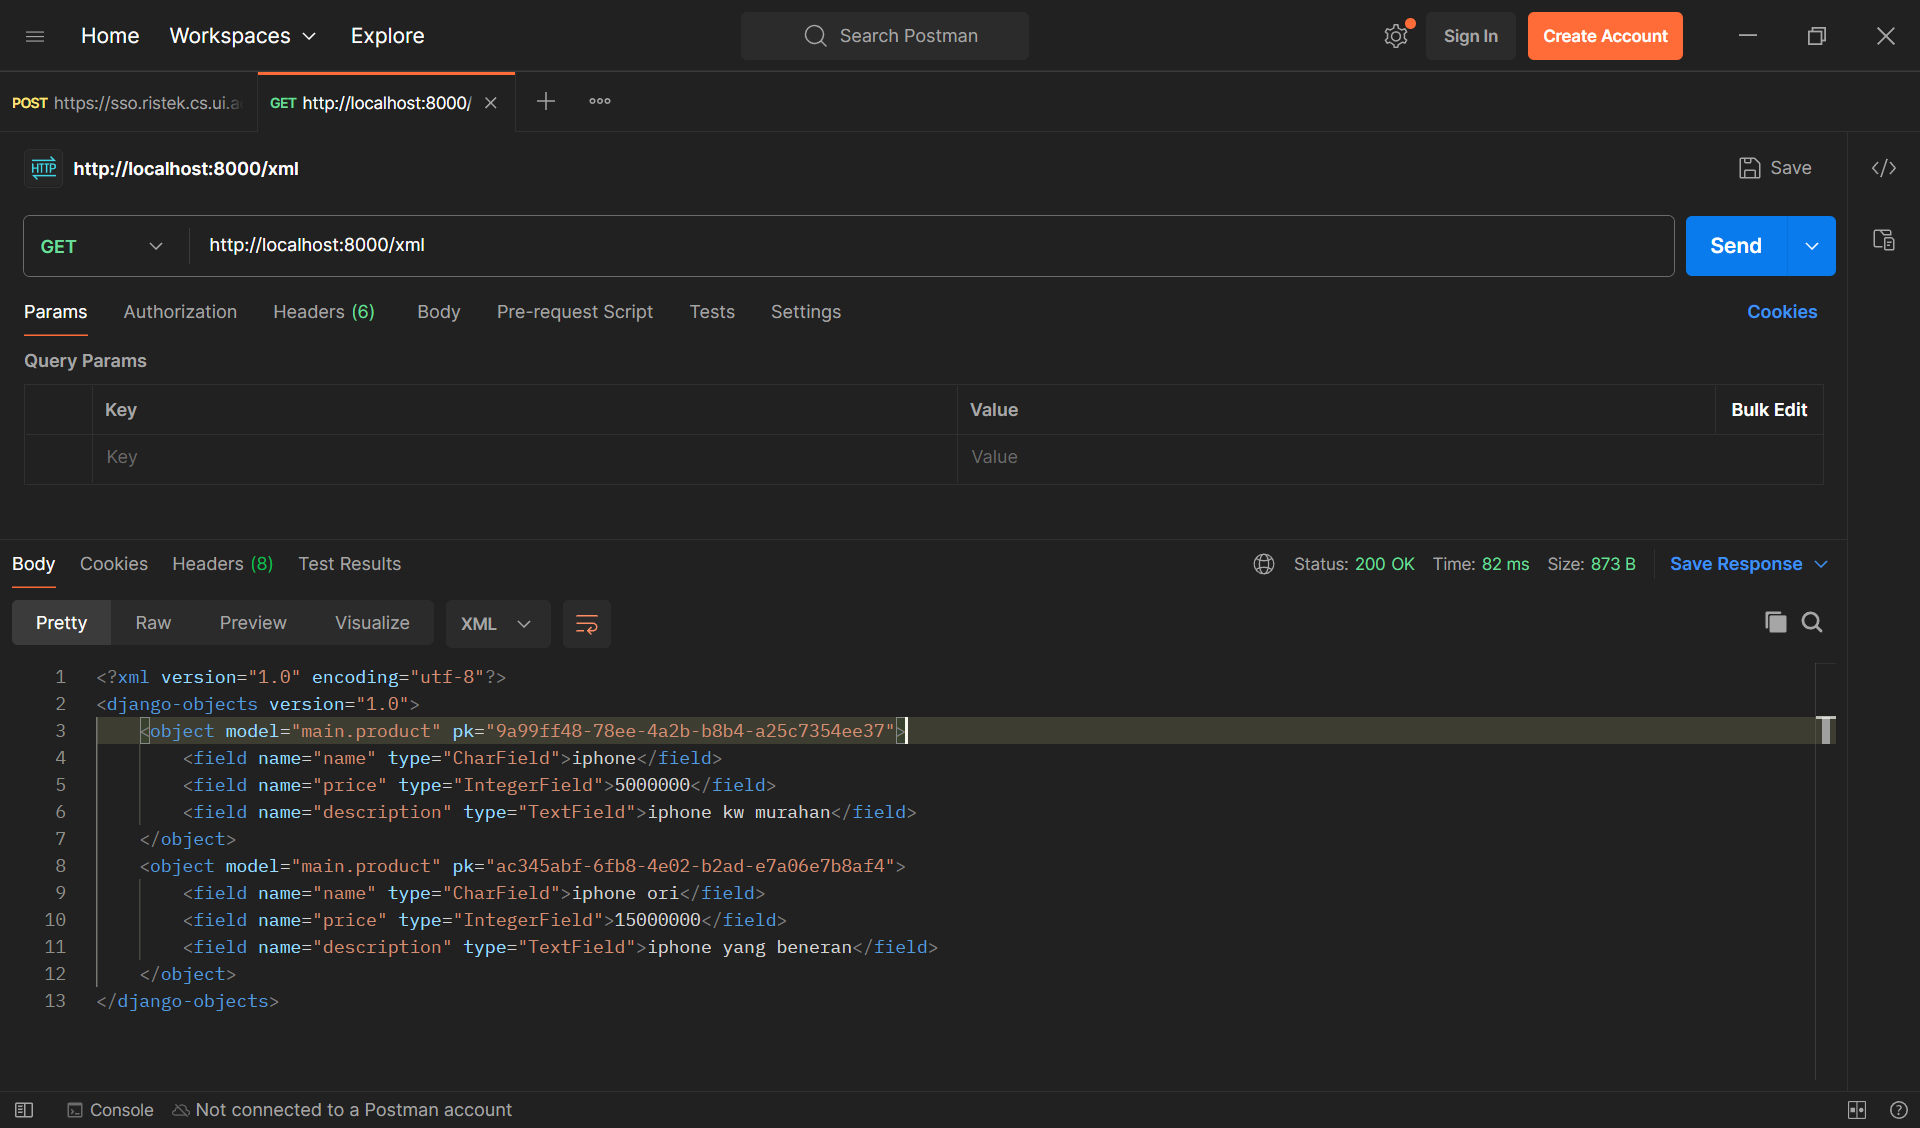 Home Workspaces Explore Search Postman Sign In Create Account
POST https://sso.ristek.cs.ui.a GET http://localhost:8000/
HTTP http://localhost:8000/xml Save
GET http://localhost:8000/xml Send
Params Authorization Headers (6) Body Pre-request Script Tests Settings Cookies
Query Params
Key Value Bulk Edit
Key Value
Body Cookies Headers (8) Test Results Status: 200 OK Time: 82 ms Size: 873 B Save Response
Pretty Raw Preview Visualize XML
1 <?xml version="1.0" encoding="utf-8"?>
2 <django-objects version="1.0">
3 <object model="main.product" pk="9a99ff48-78ee-4a2b-b8b4-a25c7354ee37">
4 <field name="name" type="CharField">iphone</field>
5 <field name="price" type="IntegerField">5000000</field>
6 <field name="description" type="TextField">iphone kw murahan</field>
7 </object>
8 <object model="main.product" pk="ac345abf-6fb8-4e02-b2ad-e7a06e7b8af4">
9 <field name="name" type="CharField">iphone ori</field>
10 <field name="price" type="IntegerField">15000000</field>
11 <field name="description" type="TextField">iphone yang beneran</field>
12 </object>
13 </django-objects>
Console Not connected to a Postman account